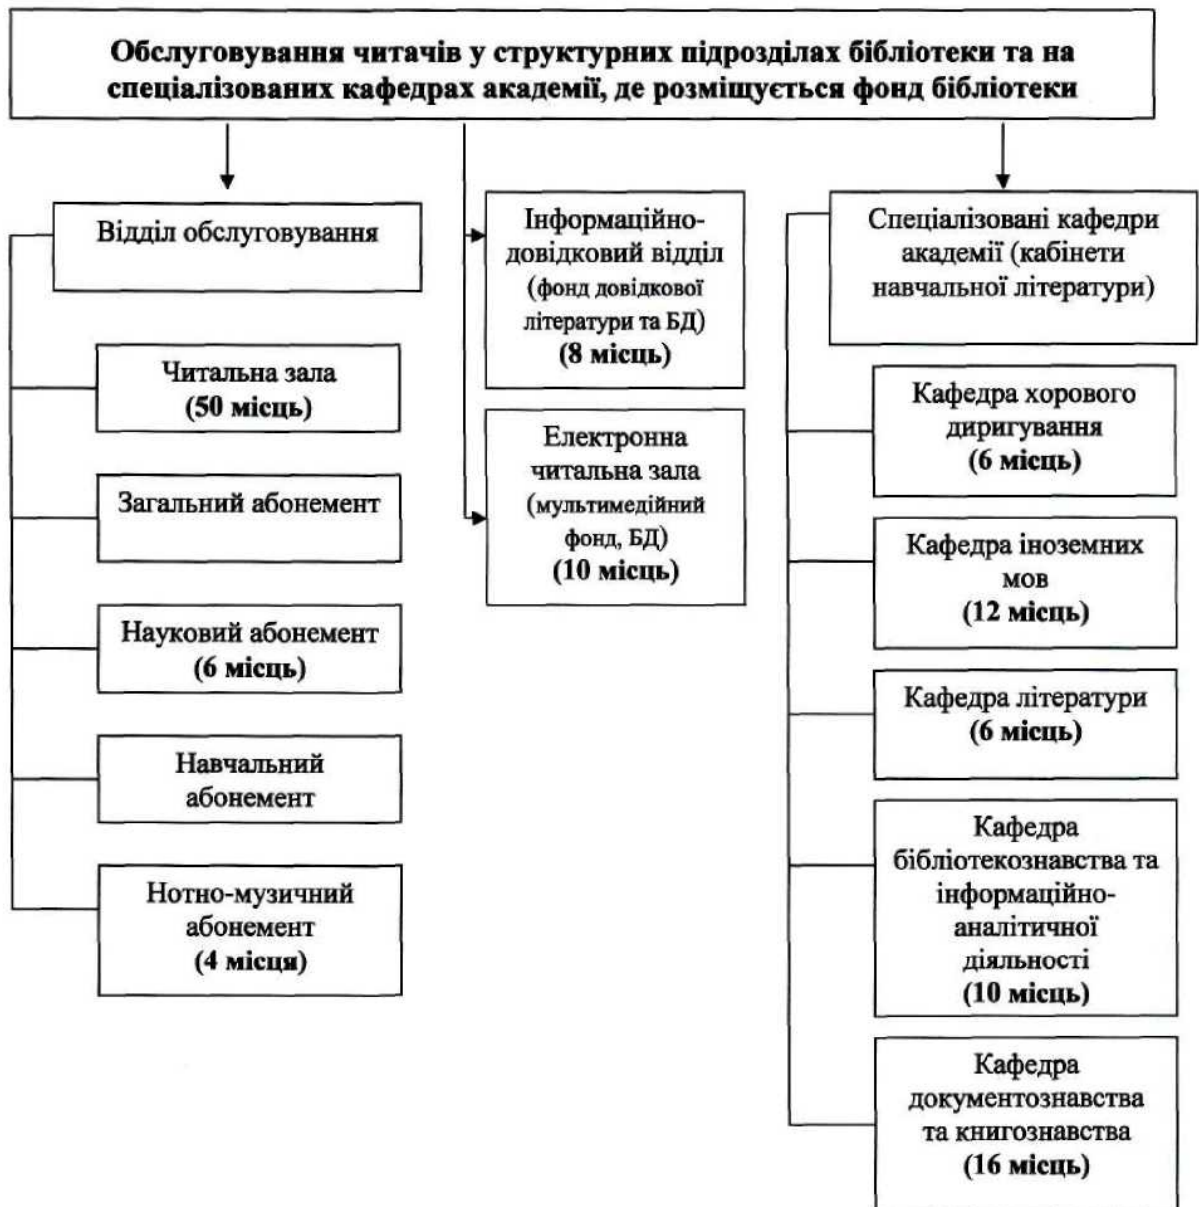 Обслуговування читачів у структурних підрозділах бібліотеки та на
спеціалізованих кафедрах академії, де розміщується фонд бібліотеки
Відділ обслуговування
Читальна зала
(50 місць)
Загальний абонемент
Науковий абонемент
(6 місць)
Навчальний
абонемент
Нотно-музичний
абонемент
(4 місця)
Інформаційно-
довідковий відділ
(фонд довідкової
літератури та БД)
(8 місць)
Електронна
читальна зала
(мультимедійний
фонд, БД)
(10 місць)
Спеціалізовані кафедри
академії (кабінети
навчальної літератури)
Кафедра хорового
диригування
(6 місць)
Кафедра іноземних
мов
(12 місць)
Кафедра літератури
(6 місць)
Кафедра
бібліотекознавства та
інформаційно-
аналітичної
діяльності
(10 місць)
Кафедра
документознавства
та книгознавства
(16 місць)